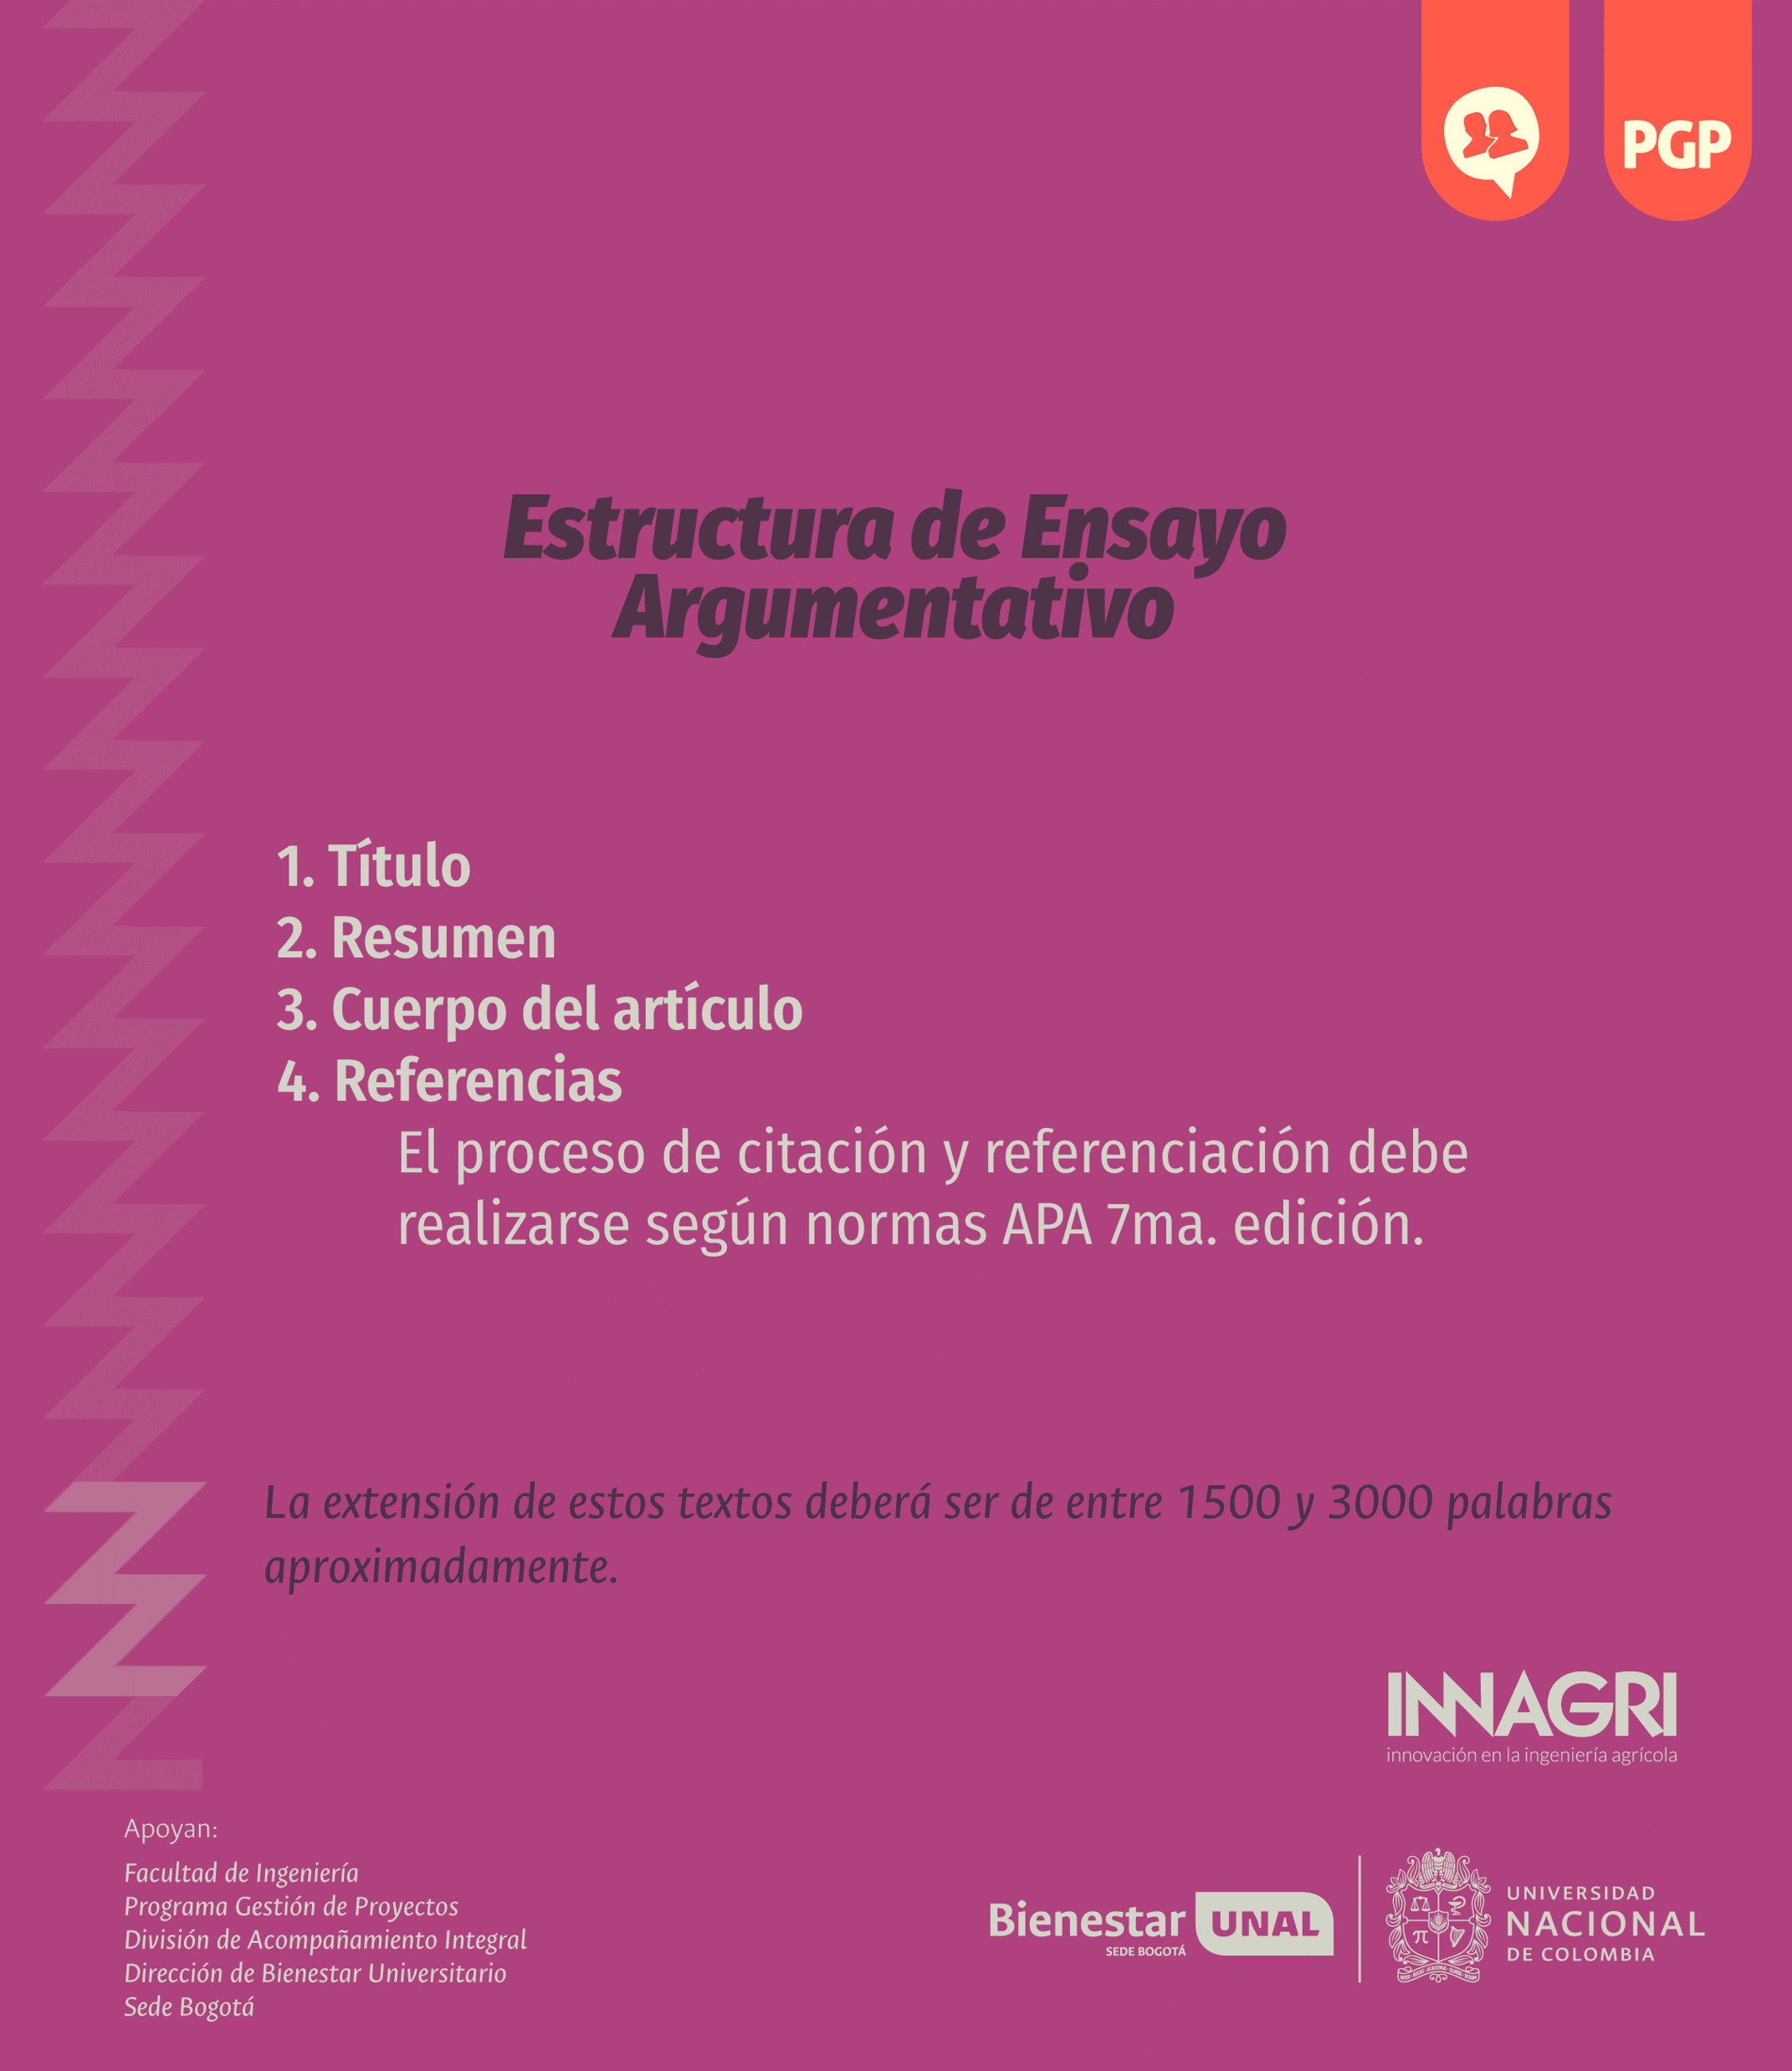 PGP
Estructura de Ensayo
Argumentativo
1. Título
2. Resumen
3. Cuerpo del artículo
4. Referencias
El proceso de citación y referenciación debe
realizarse según normas APA 7ma. edición.
La extensión de estos textos deberá ser de entre 1500 y 3000 palabras
aproximadamente.
INNAGRI
innovación en la ingeniería agrícola
Apoyan:
Facultad de Ingeniería
Programa Gestión de Proyectos
División de Acompañamiento Integral
Dirección de Bienestar Universitario
Sede Bogotá
Bienestar UNAL
SEDE BOGOTÁ
UNIVERSIDAD
NACIONAL
DE COLOMBIA